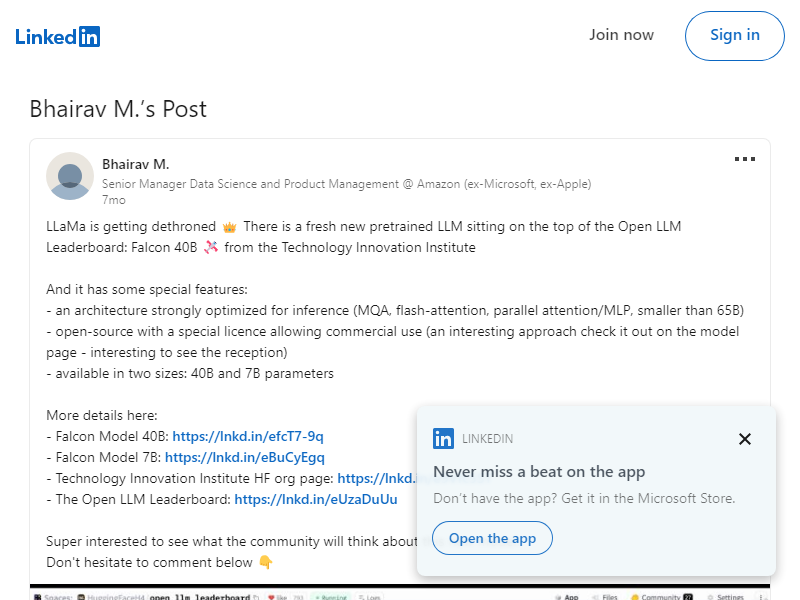 Linked in
Join now
Sign in
Bhairav M.'s Post
Bhairav M.
Senior Manager Data Science and Product Management @ Amazon (ex-Microsoft, ex-Apple)
7mo
LLaMa is getting dethroned 👑 There is a fresh new pretrained LLM sitting on the top of the Open LLM
Leaderboard: Falcon 40B 🛩 from the Technology Innovation Institute
And it has some special features:
- an architecture strongly optimized for inference (MQA, flash-attention, parallel attention/MLP, smaller than 65B)
- open-source with a special licence allowing commercial use (an interesting approach check it out on the model
page - interesting to see the reception)
- available in two sizes: 40B and 7B parameters
More details here:
- Falcon Model 40B: https://lnkd.in/efcT7-9q
- Falcon Model 7B: https://lnkd.in/eBuCyEgq
- Technology Innovation Institute HF org page: https://lnkd.
- The Open LLM Leaderboard: https://lnkd.in/eUzaDuUu
Super interested to see what the community will think about
Don't hesitate to comment below 👇
in LINKEDIN
Never miss a beat on the app
Don't have the app? Get it in the Microsoft Store.
Open the app
Spaces: HuggingFaceH4 open_llm_leaderboard like Running Logs
App Files Community Settings